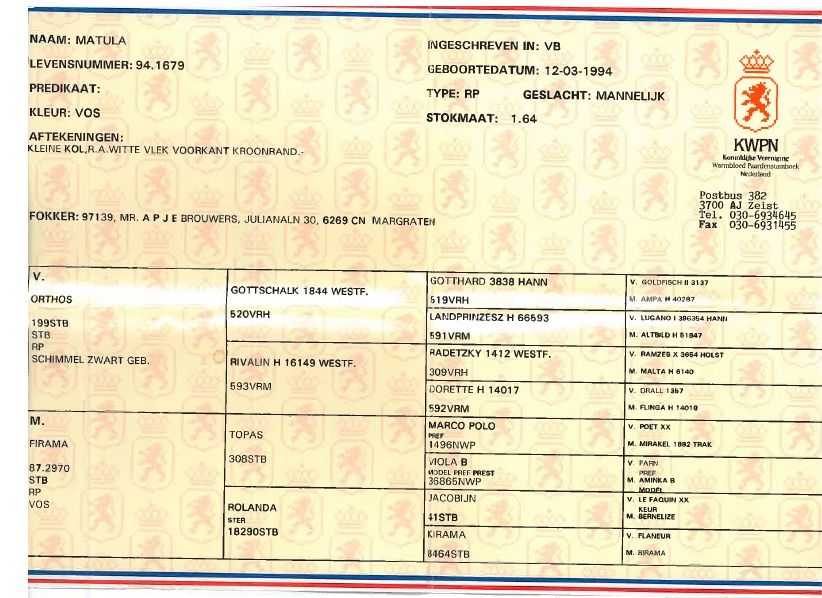 NAAM: MATULA
LEVENSNUMMER: 94.1679
PREDIKAAT:
KLEUR: VOS
AFTEKENINGEN:
KLEINE KOL,R.A.WITTE VLEK VOORKANT KROONRAND.-
INGESCHREVEN IN: VB
GEBOORTEDATUM: 12-03-1994
TYPE: RP GESLACHT: MANNELIJK
STOKMAAT: 1.64
KWPN
Koninklijke Vereniging
Warmbloed Paardenstamboek
Nederland
Postbus 382
3700 AJ Zeist
Tel. 030-6934645
Fax 030-6931455
FOKKER: 97139, MR. A P J E BROUWERS, JULIANALN 30, 6269 CN MARGRATEN
V.
ORTHOS
199STB
STB
RP
SCHIMMEL ZWART GEB.
GOTTSCHALK 1844 WESTF.
520VRH
RIVALIN H 16149 WESTF.
593VRM
GOTTHARD 3838 HANN
519VRH
LANDPRINZESZ H 66593
591VRM
RADETZKY 1412 WESTF.
309VRH
DORETTE H 14017
592VRM
V. GOLDFISCH II 3137
M. AMPA H 40287
V. LUGANO I 386354 HANN
M. ALTBILD H 51847
V. RAMZES X 3654 HOLST
M. MALTA H 6140
V. DRALL 1357
M. FLINGA H 14018
M.
FIRAMA
87.2970
STB
RP
VOS
TOPAS
308STB
ROLANDA
STER
18290STB
MARCO POLO
PREF
1496NWP
VIOLA B
MODEL PREF PREST
36865NWP
JACOBIJN
41STB
KIRAMA
8464STB
V. POET XX
M. MIRAKEL 1882 TRAK
V. FARN
PREF
M. AMINKA B
MODEL
V. LE FAQUIN XX
KEUR
M. BERNELIZE
V. FLANEUR
M. BIRAMA